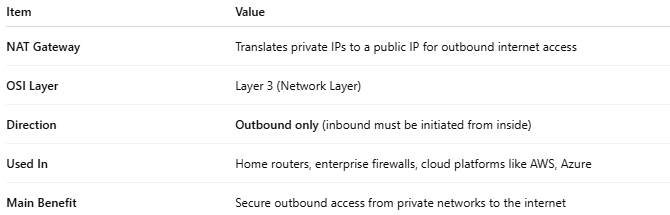 Item Value
NAT Gateway Translates private IPs to a public IP for outbound internet access
OSI Layer Layer 3 (Network Layer)
Direction Outbound only (inbound must be initiated from inside)
Used In Home routers, enterprise firewalls, cloud platforms like AWS, Azure
Main Benefit Secure outbound access from private networks to the internet